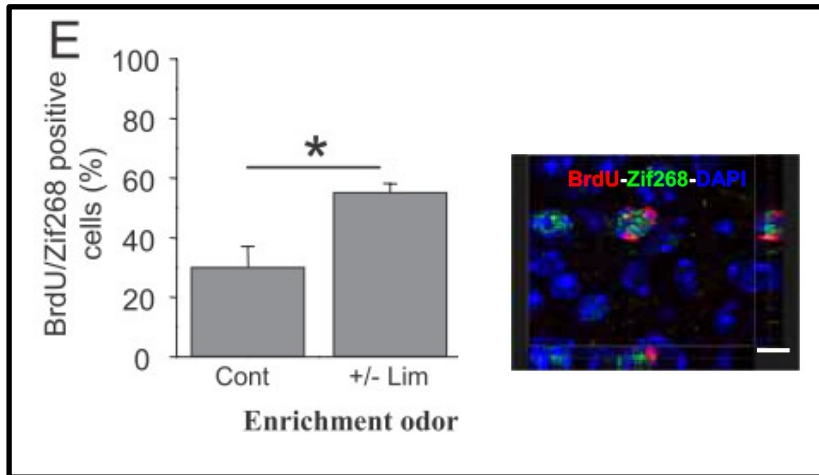 E
BrdU/Zif268 positive
cells (%)
100
80
60
40
20
0
*
Cont
+/- Lim
Enrichment odor
BrdU-Zif268-DAPI